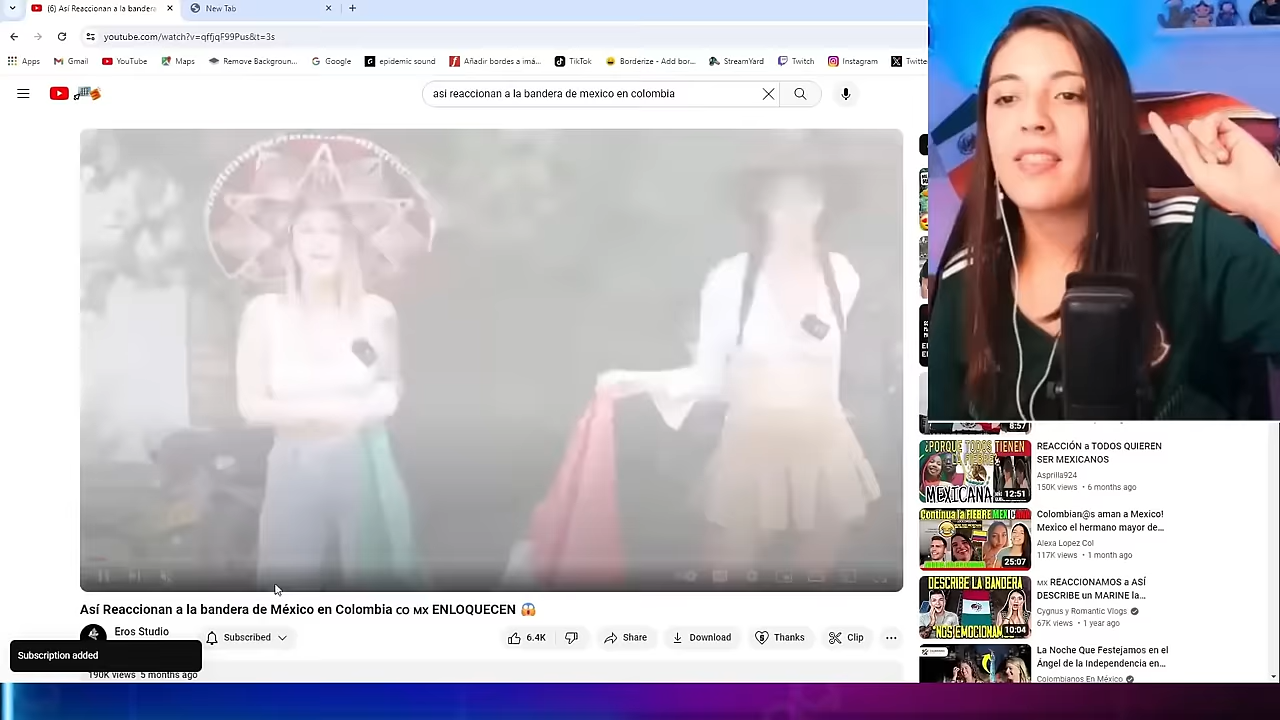 (6) Así Reaccionan a la bandera
New Tab
youtube.com/watch?v=qffjqF99Pus&t=3s
Apps
Gmail
YouTube
Maps
Remove Backgroun...
Google
epidemic sound
Añadir bordes a imá...
TikTok
Borderize - Add bor...
StreamYard
Twitch
Instagram
Twitte
asi reaccionan a la bandera de mexico en colombia
Así Reaccionan a la bandera de México en Colombia CO MX ENLOQUECEN 😱
Eros Studio
Subscribed
6.4K
Share
Download
Thanks
Clip
Subscription added
190K views 5 months ago
8:57
¿PORQUE TODOS TIENEN
MEXICANA
12:51
REACCIÓN a TODOS QUIEREN
SER MEXICANOS
Asprilla924
150K views • 6 months ago
Continua la FIEBRE MEXICANA
25:07
Colombian@s aman a Mexico!
Mexico el hermano mayor de...
Alexa Lopez Col
117K views • 1 month ago
DESCRIBE LA BANDERA
"NOS EMOCIONAMOS
10:04
MX REACCIONAMOS a ASÍ
DESCRIBE un MARINE la...
Cygnus y Romantic Vlogs
67K views • 1 year ago
La Noche Que Festejamos en el
Ángel de la Independencia en...
Colombianos En México